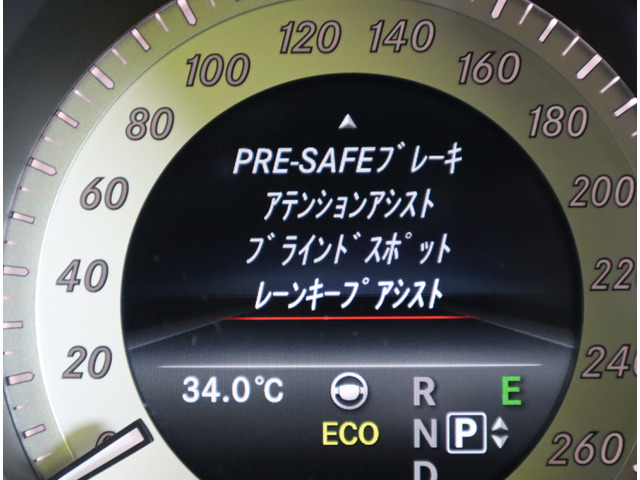 120
140
100
160
80
180
60
200
40
22
20
240
260
PRE-SAFEﾌﾞﾚｰｷ
ｱﾃﾝｼｮﾝｱｼｽﾄ
ﾌﾞﾗｲﾝﾄﾞｽﾎﾟｯﾄ
ﾚｰﾝｷｰﾌﾟｱｼｽﾄ
34.0℃
R
E
ECO
N
P
D